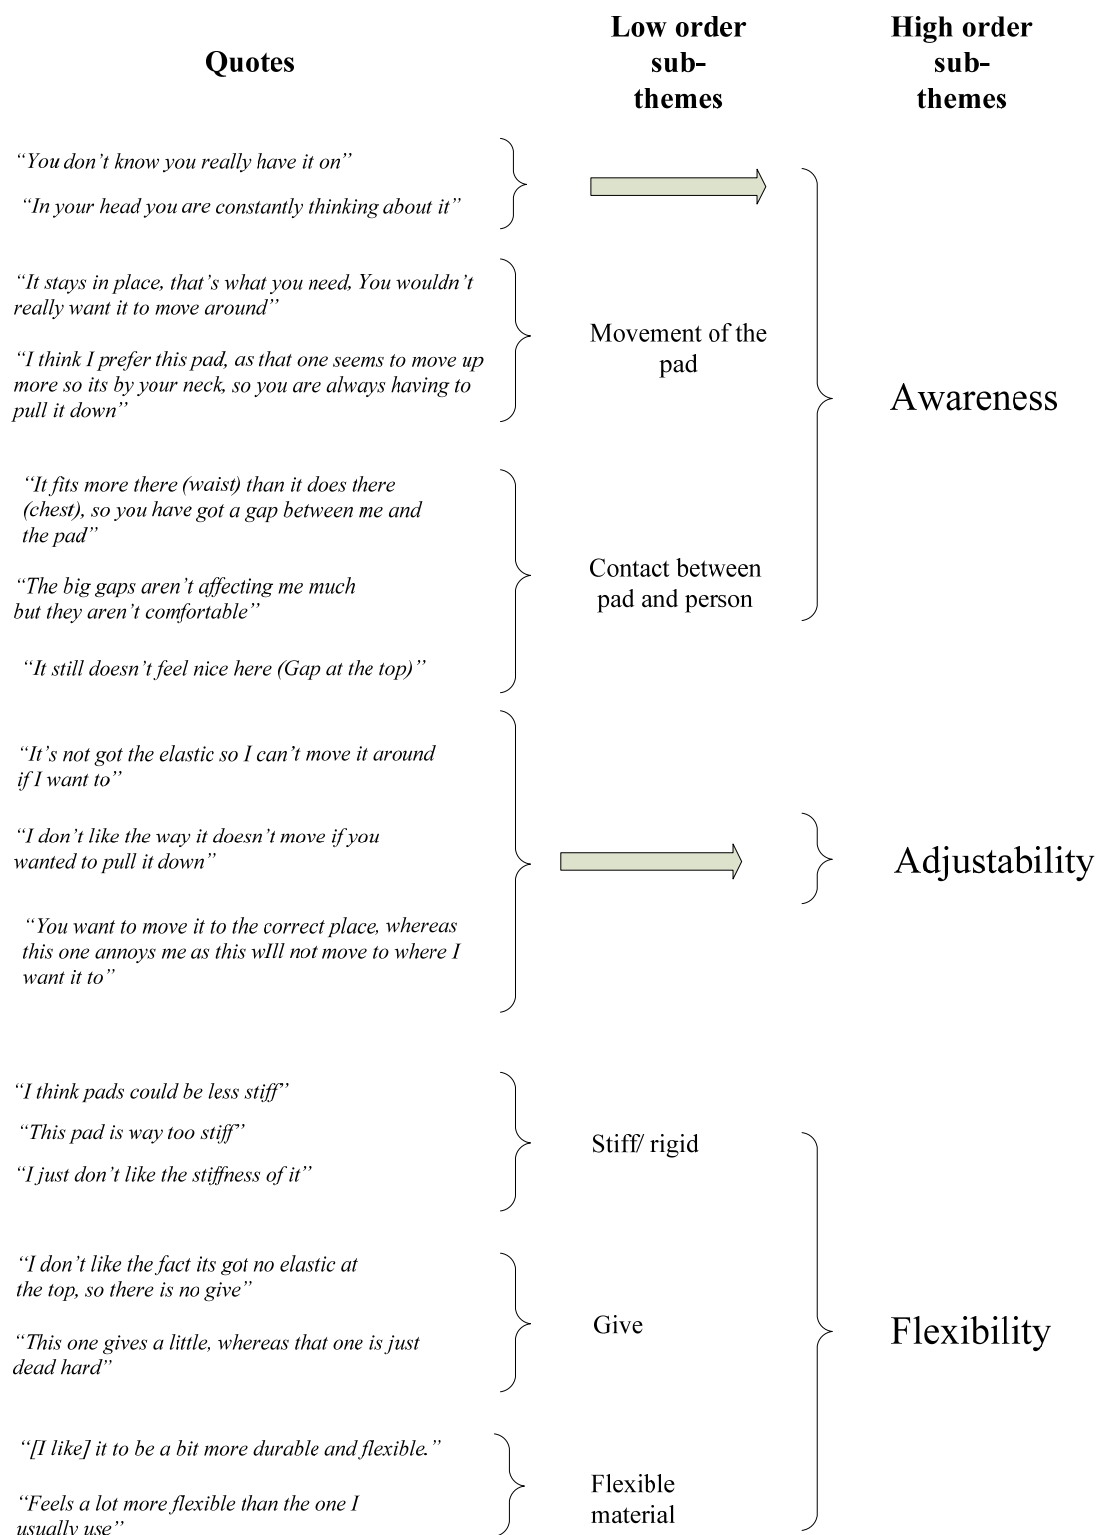 Quotes
Low order
sub-
themes
High order
sub-
themes
“You don’t know you really have it on”
“In your head you are constantly thinking about it”
“It stays in place, that’s what you need, You wouldn’t
really want it to move around”
“I think I prefer this pad, as that one seems to move up
more so its by your neck, so you are always having to
pull it down”
Movement of the
pad
“It fits more there (waist) than it does there
(chest), so you have got a gap between me and
the pad”
“The big gaps aren’t affecting me much
but they aren’t comfortable”
“It still doesn’t feel nice here (Gap at the top)”
Contact between
pad and person
Awareness
“It’s not got the elastic so I can’t move it around
if I want to”
“I don’t like the way it doesn’t move if you
wanted to pull it down”
“You want to move it to the correct place, whereas
this one annoys me as this wIll not move to where I
want it to”
Adjustability
“I think pads could be less stiff”
“This pad is way too stiff”
“I just don’t like the stiffness of it”
Stiff/ rigid
“I don’t like the fact its got no elastic at
the top, so there is no give”
“This one gives a little, whereas that one is just
dead hard”
Give
“[I like] it to be a bit more durable and flexible.”
“Feels a lot more flexible than the one I
usually use”
Flexible
material
Flexibility